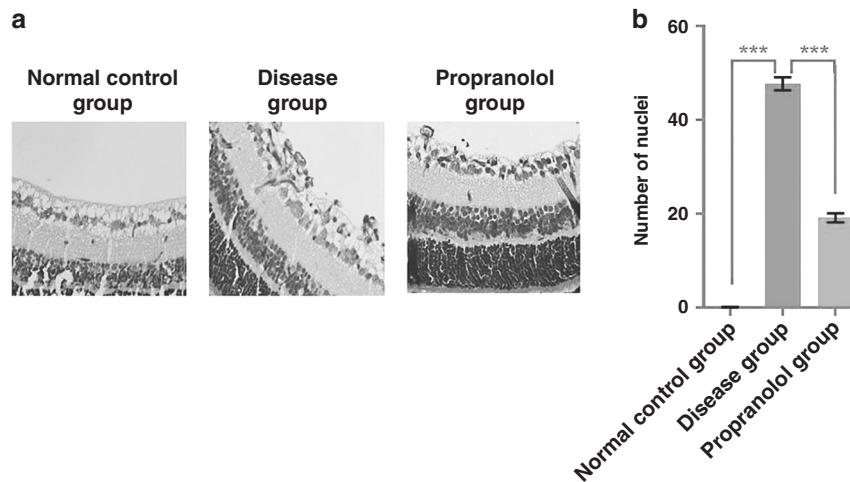 a
Normal control
group
Disease
group
Propranolol
group
b
Number of nuclei
60
40
20
0
***
***
Normal control group
Disease group
Propranolol group